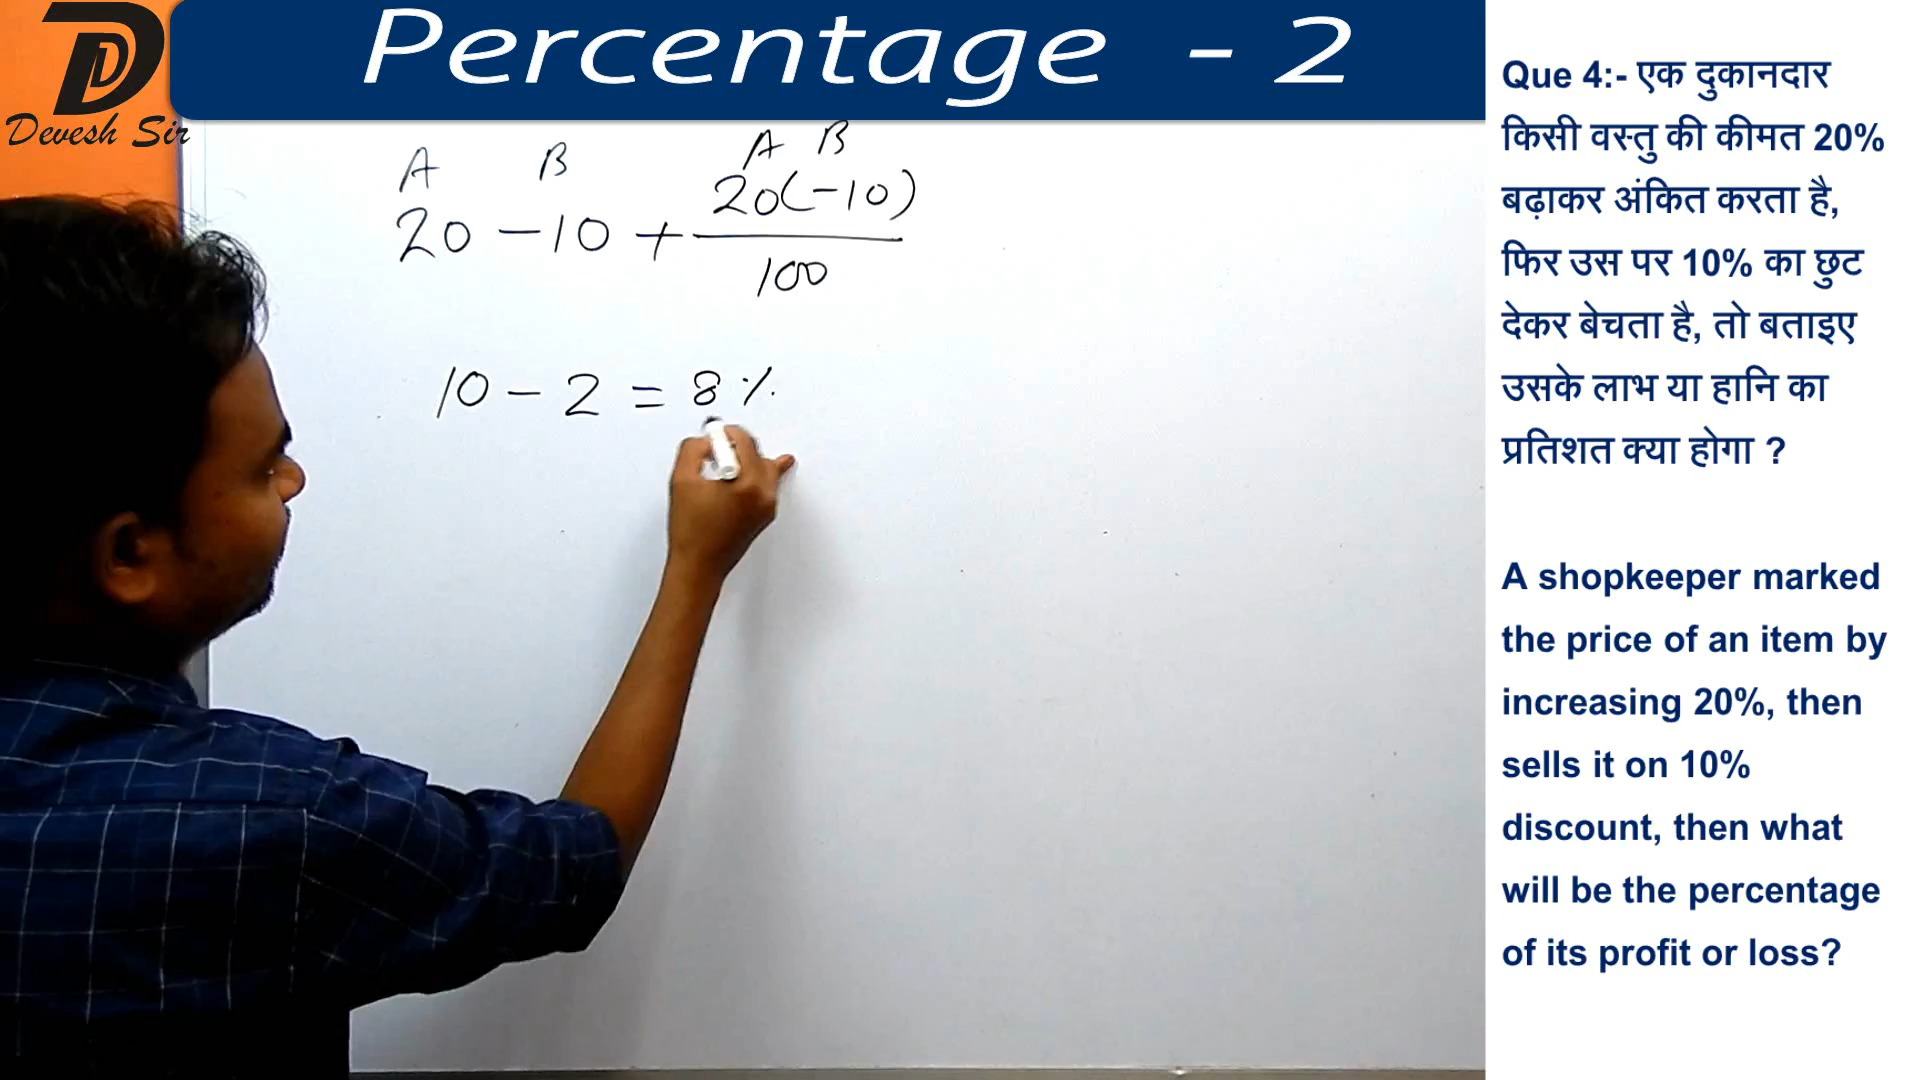 Percentage - 2
D
Devesh Sir
A B A B
20 - 10 + 20(-10)
100
10 - 2 = 8 %
Que 4:- एक दुकानदार
किसी वस्तु की कीमत 20%
बढ़ाकर अंकित करता है,
फिर उस पर 10% का छुट
देकर बेचता है, तो बताइए
उसके लाभ या हानि का
प्रतिशत क्या होगा ?
A shopkeeper marked
the price of an item by
increasing 20%, then
sells it on 10%
discount, then what
will be the percentage
of its profit or loss?